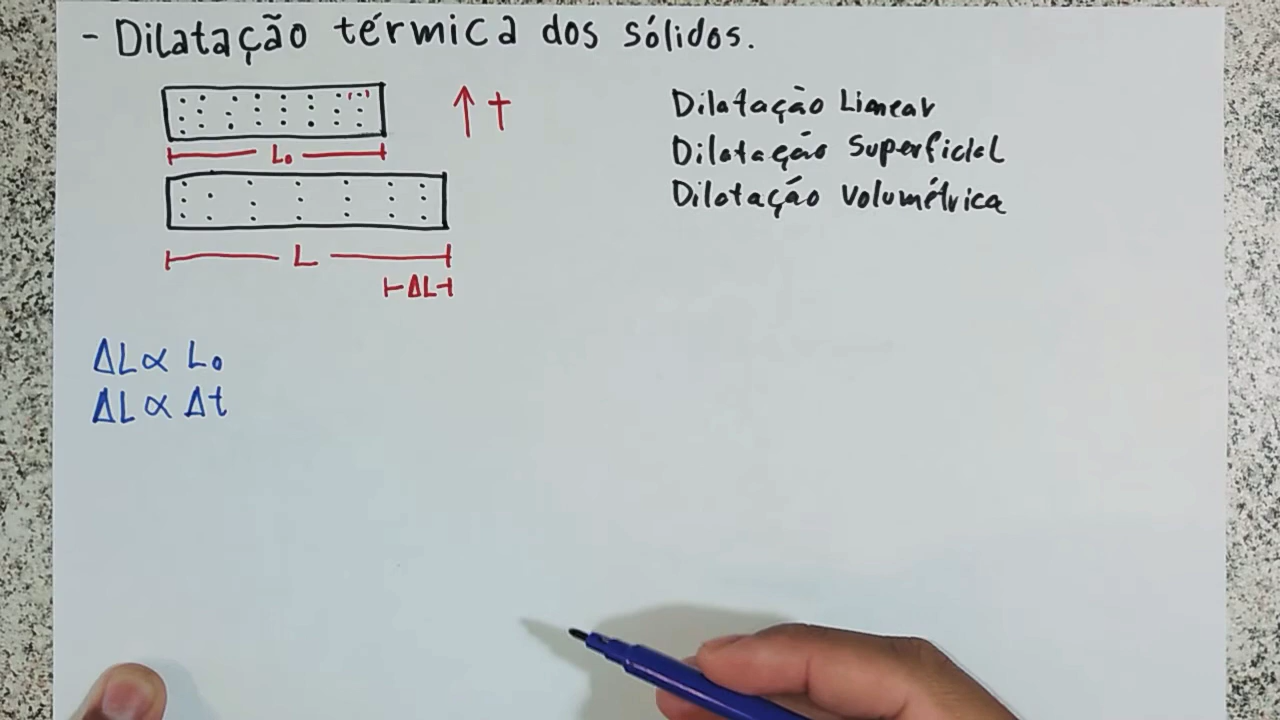 - Dilatação térmica dos sólidos.
↑ t
L₀
L
ΔL
Dilatação Linear
Dilatação Superficial
Dilatação Volumétrica
ΔL ∝ L₀
ΔL ∝ Δt